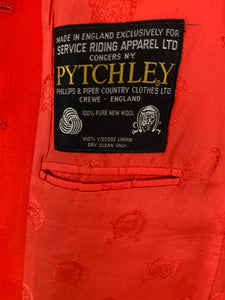 MADE IN ENGLAND EXCLUSIVELY FOR
SERVICE RIDING APPAREL LTD
CONGERS N·Y
PYTCHLEY
PHILLIPS & PIPER COUNTRY CLOTHES LTD
CREWE - ENGLAND
100% PURE NEW WOOL
100% VISCOSE LINING
DRY CLEAN ONLY